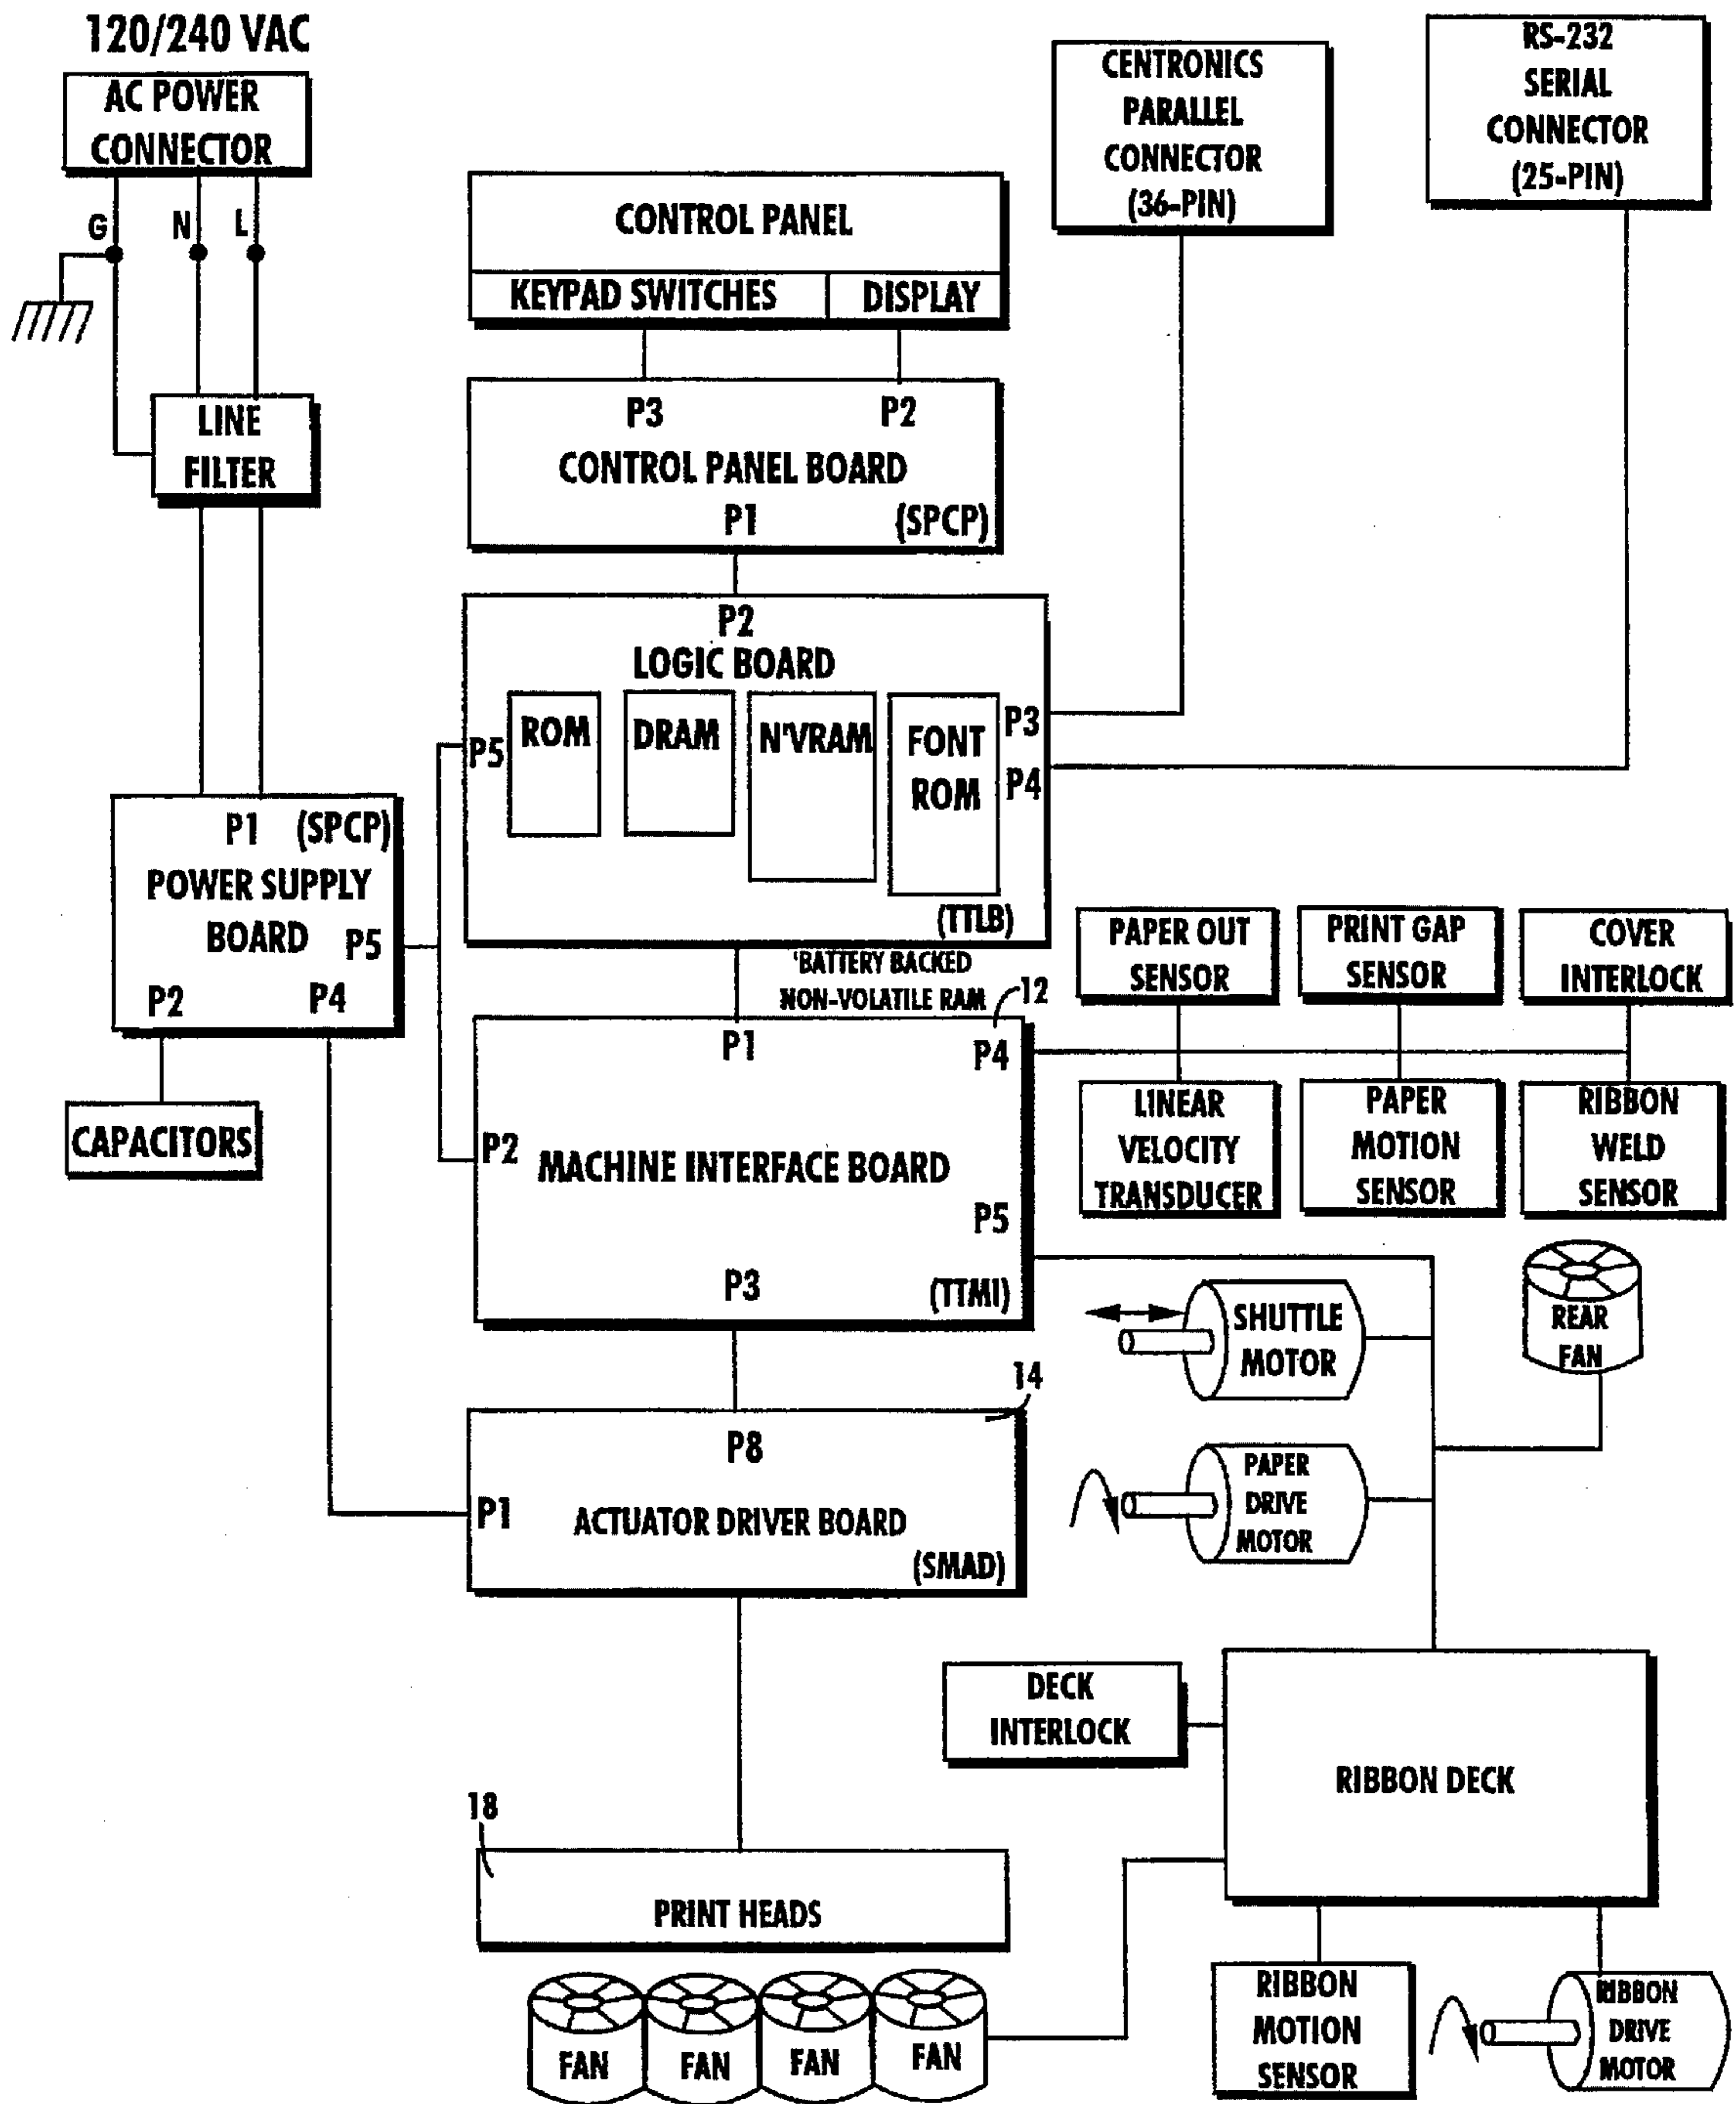 120/240 VAC
AC POWER
CONNECTOR
G
N
L
LINE
FILTER
CONTROL PANEL
KEYPAD SWITCHES
DISPLAY
P3
P2
CONTROL PANEL BOARD
P1
(SPCP)
CENTRONICS
PARALLEL
CONNECTOR
(36-PIN)
RS-232
SERIAL
CONNECTOR
(25-PIN)
P2
LOGIC BOARD
P5
ROM
DRAM
N'VRAM
FONT
ROM
P3
P4
(TTLB)
'BATTERY BACKED
NON-VOLATILE RAM
P1
(SPCP)
POWER SUPPLY
BOARD
P5
P2
P4
CAPACITORS
12
P1
P4
P2
MACHINE INTERFACE BOARD
P5
P3
(TTMI)
PAPER OUT
SENSOR
PRINT GAP
SENSOR
COVER
INTERLOCK
LINEAR
VELOCITY
TRANSDUCER
PAPER
MOTION
SENSOR
RIBBON
WELD
SENSOR
SHUTTLE
MOTOR
REAR
FAN
PAPER
DRIVE
MOTOR
14
P8
P1
ACTUATOR DRIVER BOARD
(SMAD)
DECK
INTERLOCK
RIBBON DECK
18
PRINT HEADS
FAN
FAN
FAN
FAN
RIBBON
MOTION
SENSOR
RIBBON
DRIVE
MOTOR